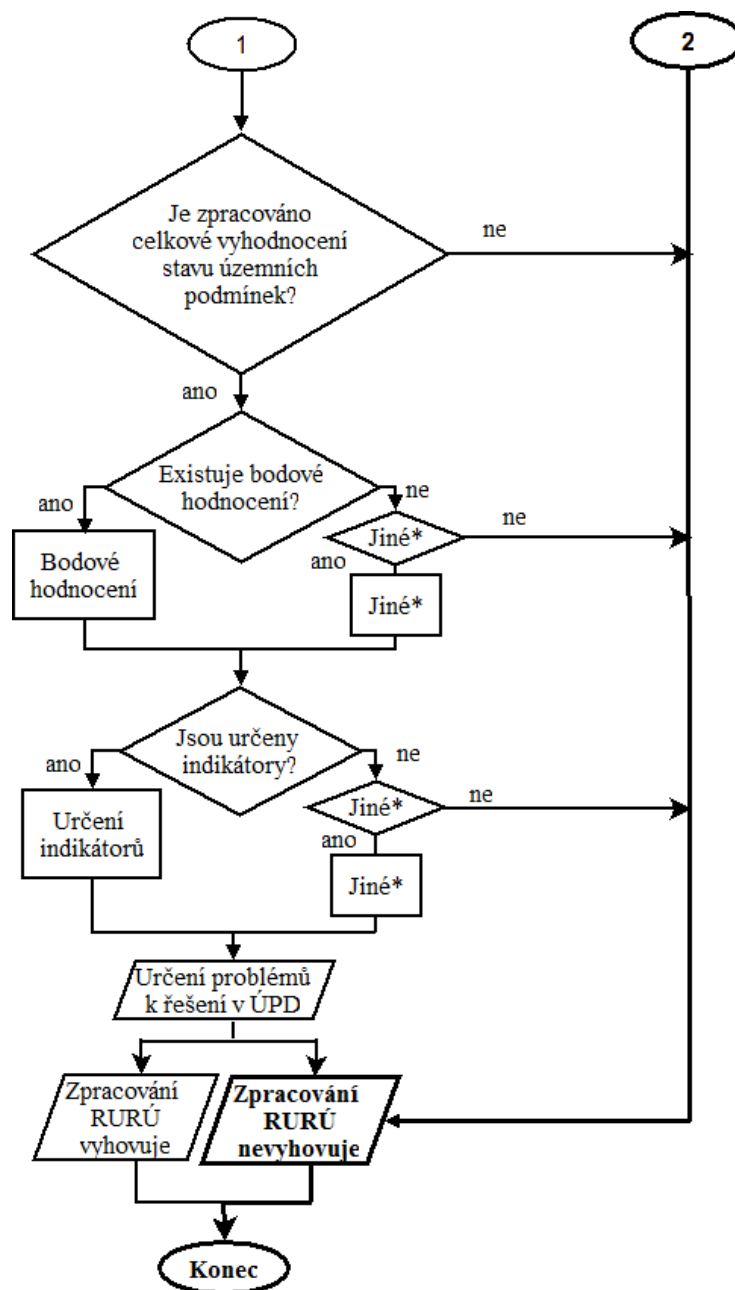 1
2
Je zpracováno
celkové vyhodnocení
stavu územních
podmínek?
ne
ano
Existuje bodové
hodnocení?
ano
ne
Bodové
hodnocení
Jiné*
ne
ano
Jiné*
Jsou určeny
indikátory?
ano
ne
Určení
indikátorů
Jiné*
ne
ano
Jiné*
Určení problémů
k řešení v ÚPD
Zpracování
RURÚ
vyhovuje
Zpracování
RURÚ
nevyhovuje
Konec